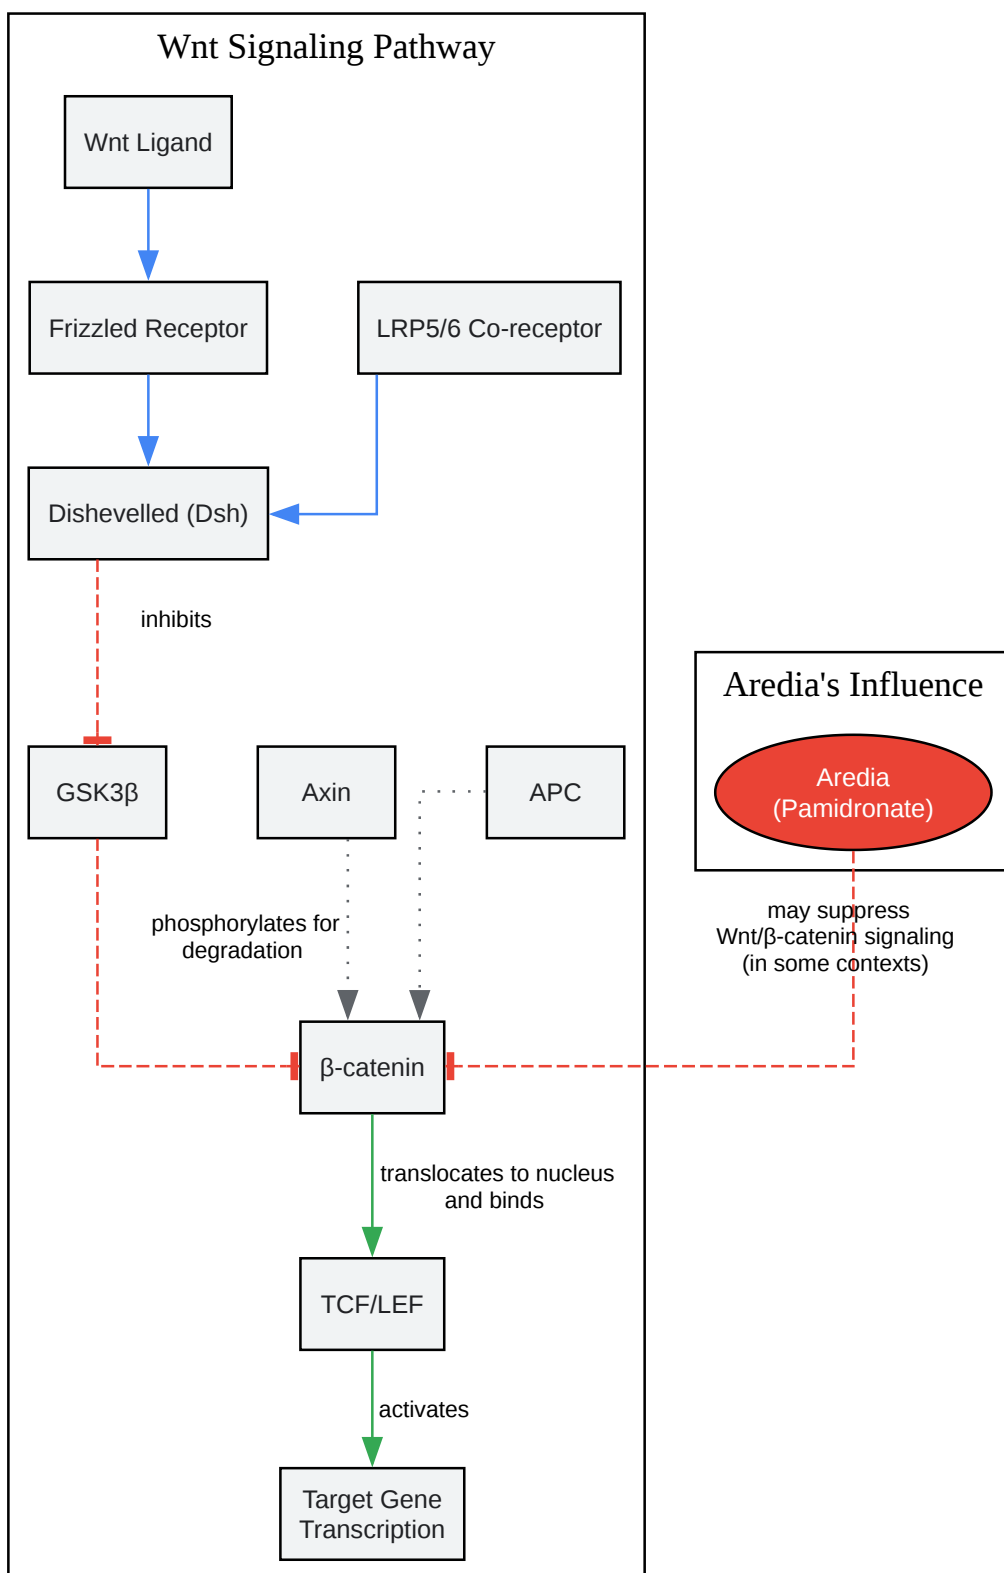 Wnt Signaling Pathway
Wnt Ligand
Frizzled Receptor
LRP5/6 Co-receptor
Dishevelled (Dsh)
inhibits
Aredia's Influence
GSK3β
Axin
APC
Aredia
(Pamidronate)
phosphorylates for
degradation
may suppress
Wnt/β-catenin signaling
(in some contexts)
β-catenin
translocates to nucleus
and binds
TCF/LEF
activates
Target Gene
Transcription